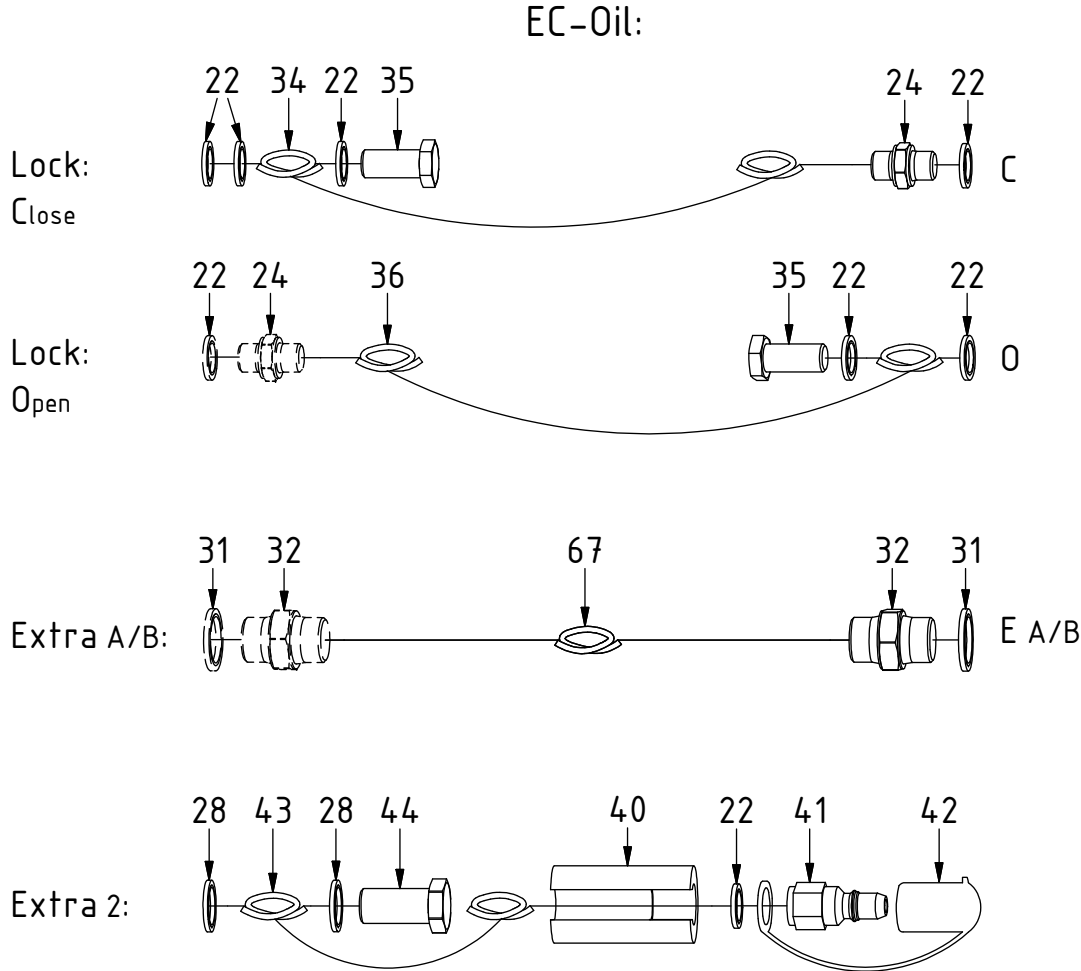 EC-Oil:
22 34 22 35 24 22
Lock:
Close
C
22 24 36 35 22 22
Lock:
Open
O
31 32 67 32 31
Extra A/B:
E A/B
28 43 28 44 40 22 41 42
Extra 2: